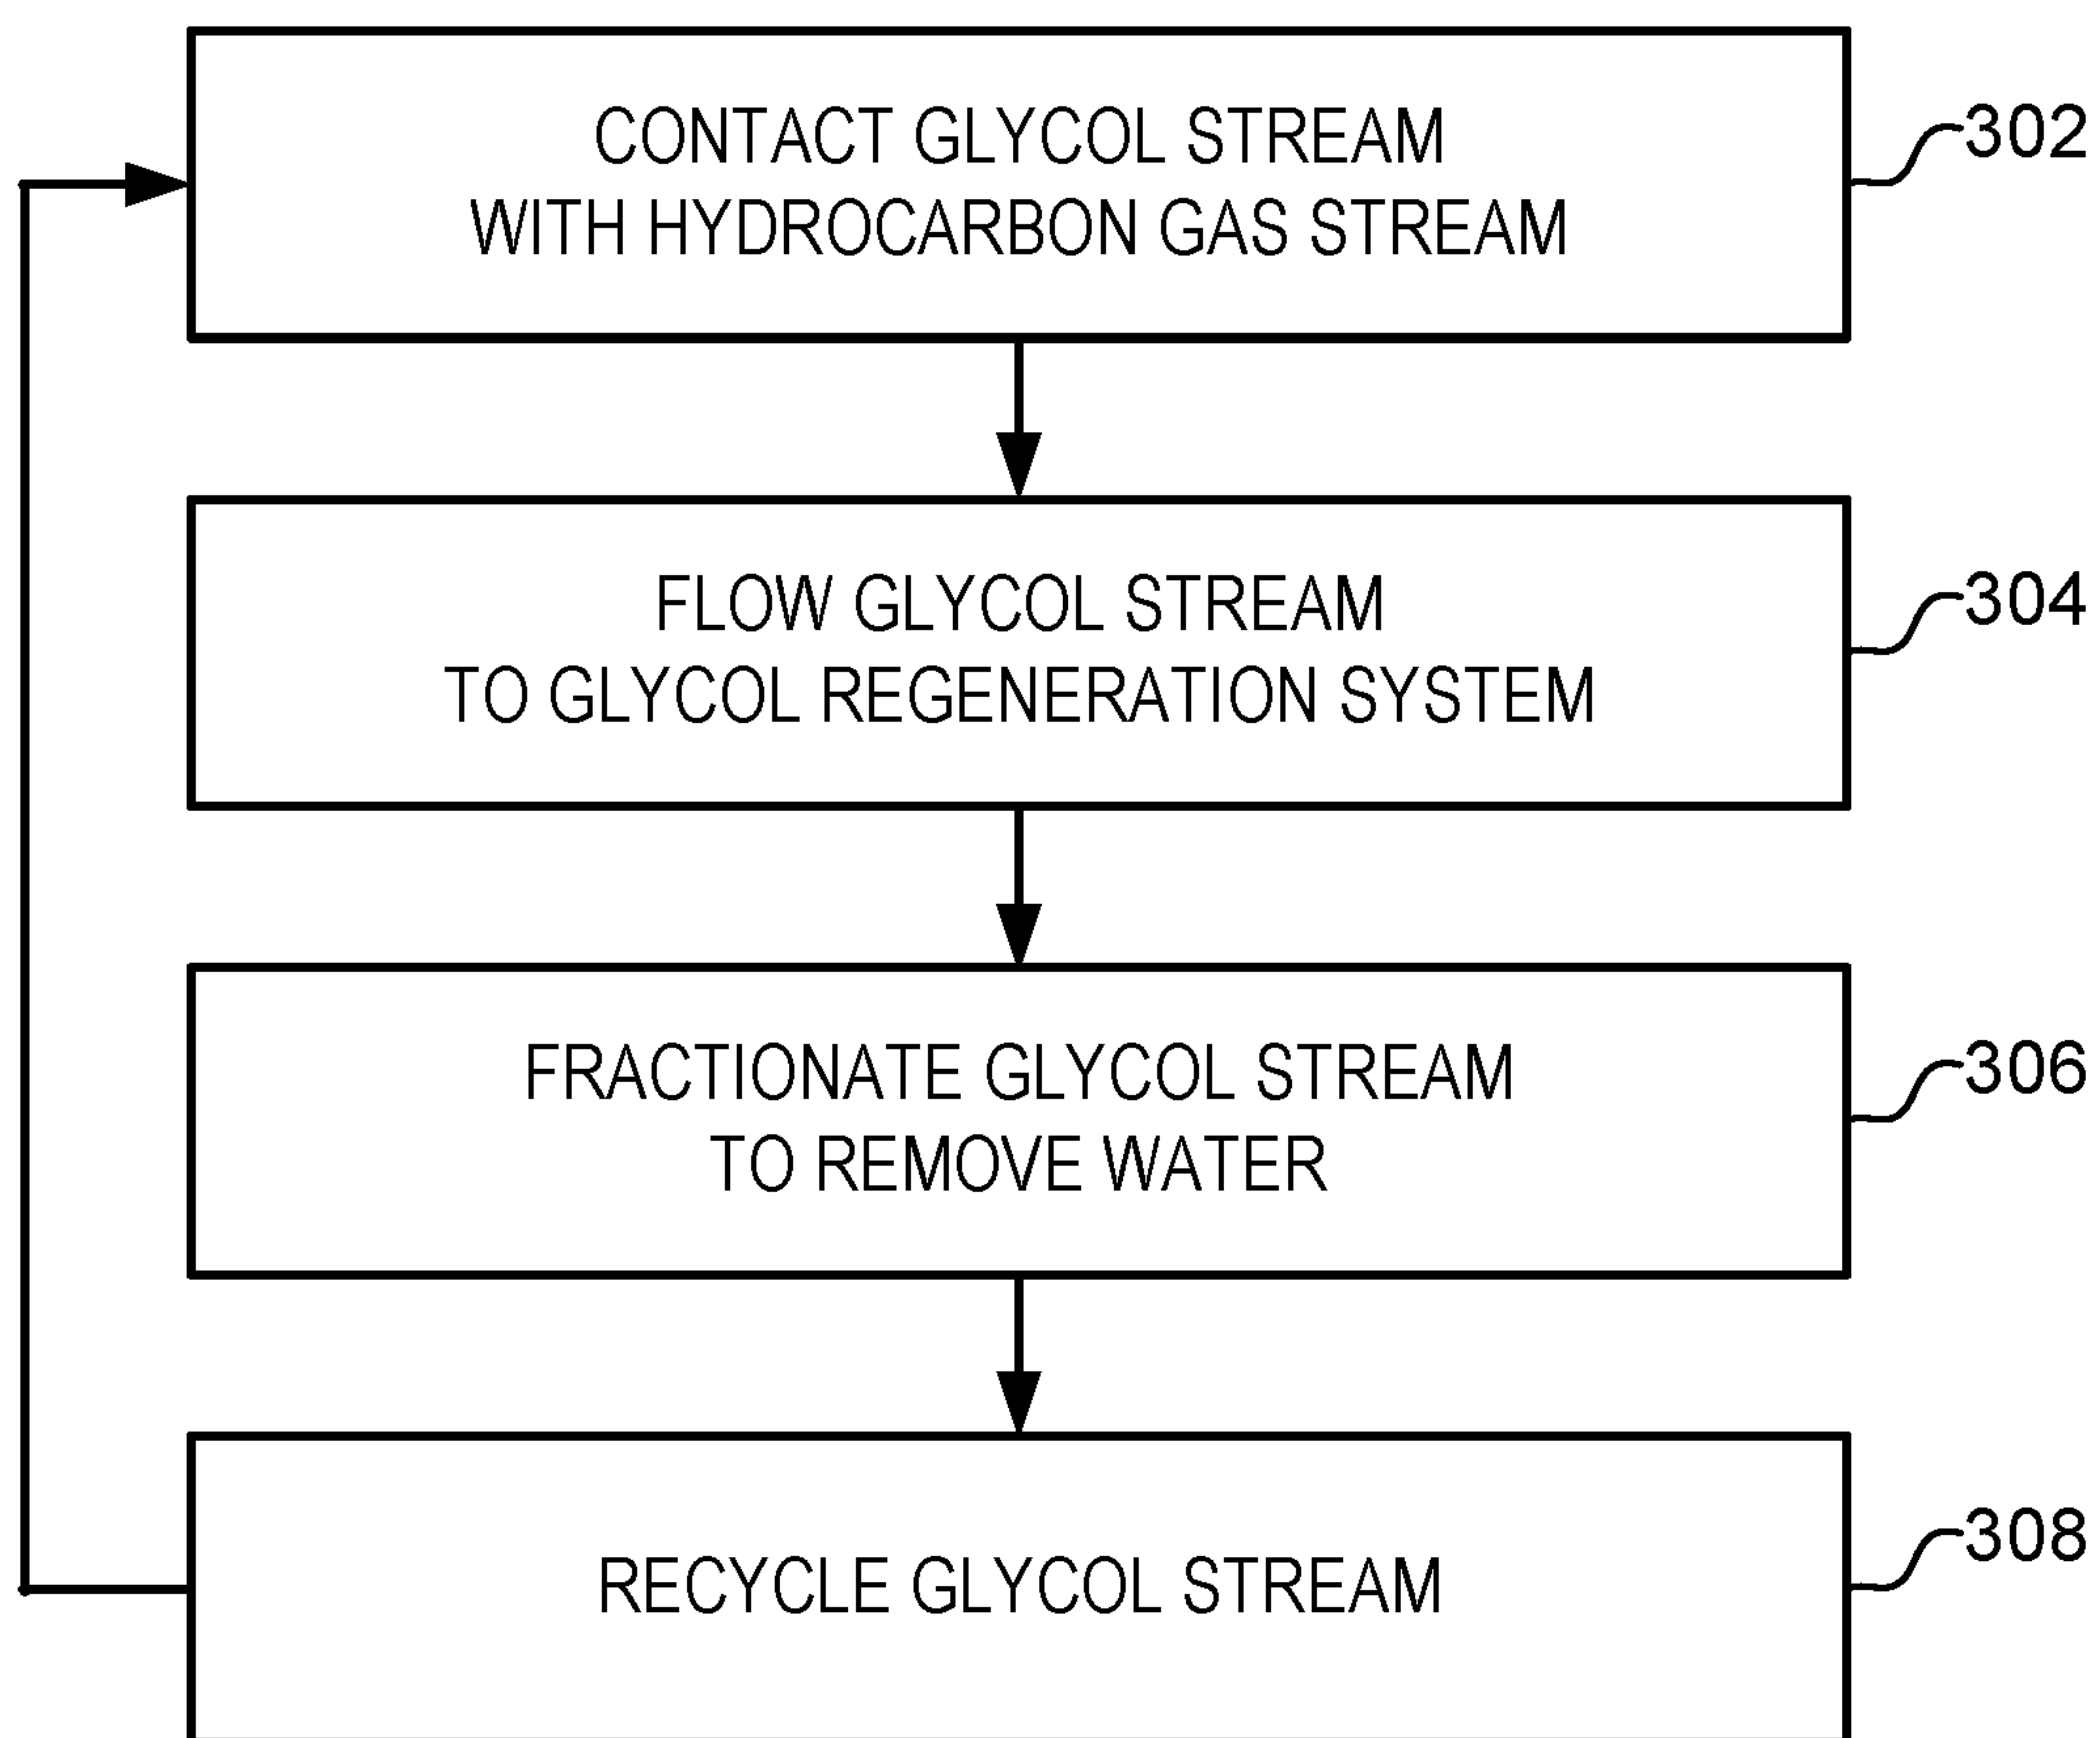 CONTACT GLYCOL STREAM
WITH HYDROCARBON GAS STREAM
302
FLOW GLYCOL STREAM
TO GLYCOL REGENERATION SYSTEM
304
FRACTIONATE GLYCOL STREAM
TO REMOVE WATER
306
RECYCLE GLYCOL STREAM
308